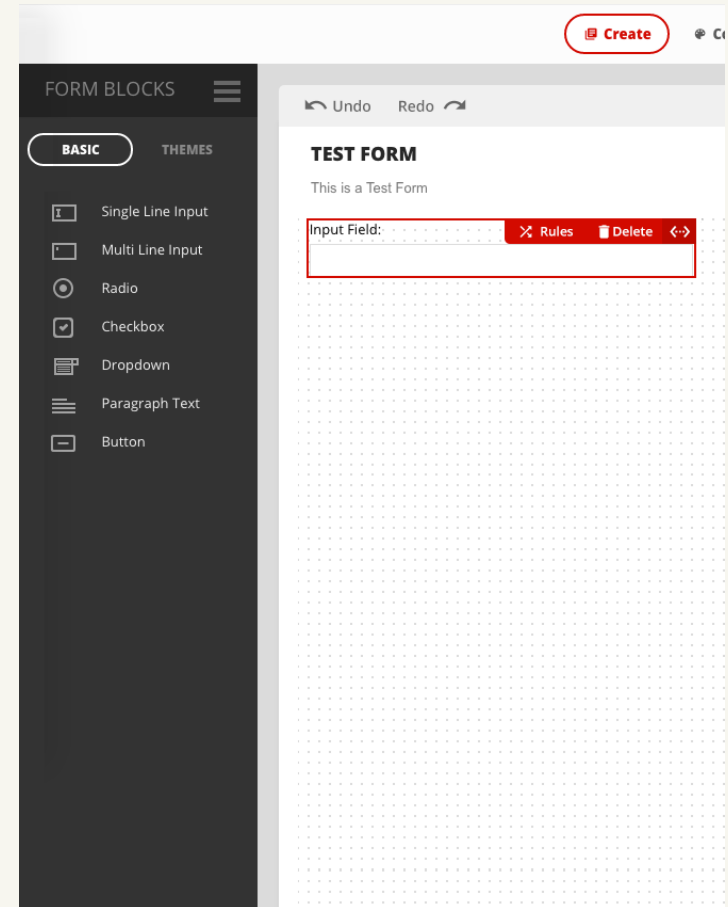 Create
FORM BLOCKS
Undo Redo
BASIC THEMES
TEST FORM
This is a Test Form
Single Line Input
Multi Line Input
Radio
Checkbox
Dropdown
Paragraph Text
Button
Input Field:
Rules Delete